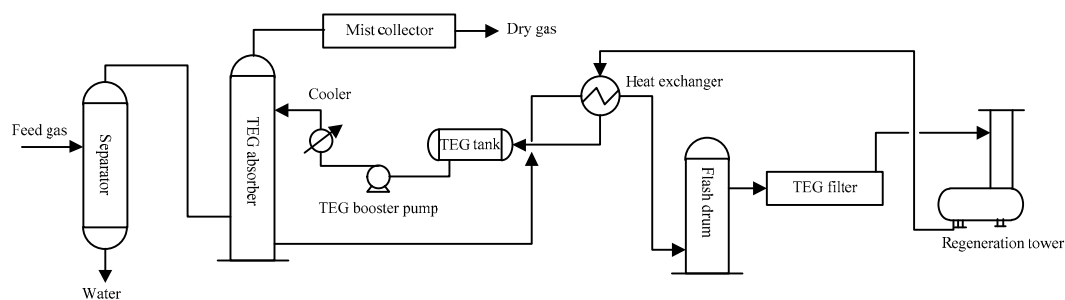 Mist collector
Dry gas
Heat exchanger
Cooler
Feed gas
Separator
TEG absorber
TEG tank
TEG booster pump
Flash drum
TEG filter
Regeneration tower
Water